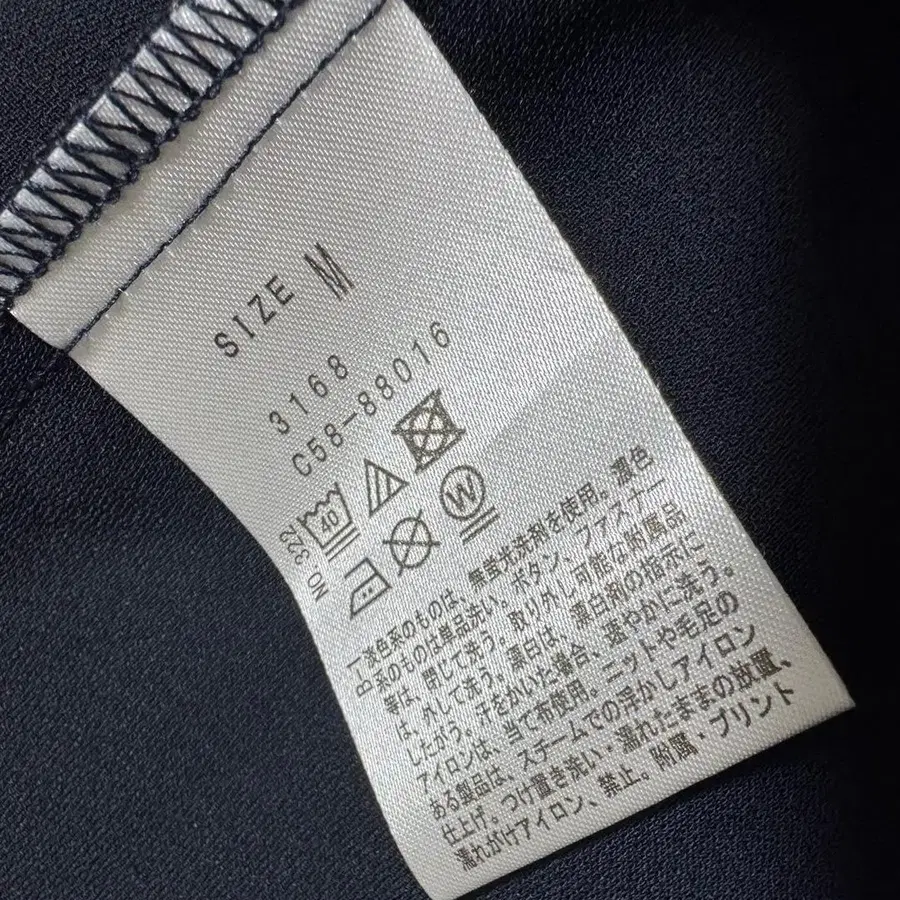 SIZE M
3168
C58-88016
NO. 322
40
W
B-1 淡色系のものは、無蛍光洗剤を使用。濃色
系のものは単品洗い。ボタン、ファスナー
等は、閉じて洗う。取り外し可能な附属品
は、外して洗う。漂白は、漂白剤の指示に
したがう。汗をかいた場合、速やかに洗う。
アイロンは、当て布使用。ニットや毛足の
ある製品は、スチームでの浮かしアイロン
仕上げ。つけ置き洗い・濡れたままの放置、
濡れがけアイロン、禁止。附属・プリント